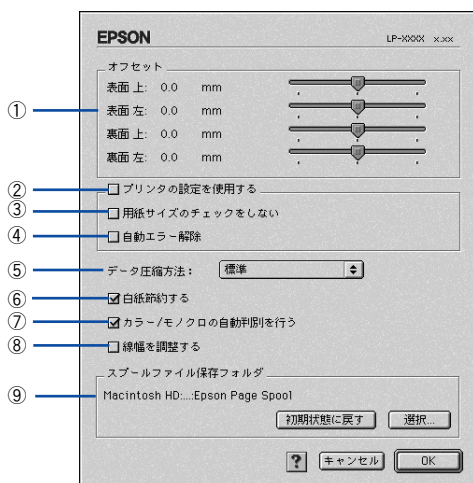 EPSON LP-XXXX x.xx
オフセット
① 表面 上: 0.0 mm
表面 左: 0.0 mm
裏面 上: 0.0 mm
裏面 左: 0.0 mm
② プリンタの設定を使用する
③ 用紙サイズのチェックをしない
④ 自動エラー解除
⑤ データ圧縮方法: 標準
⑥ 白紙節約する
⑦ カラー/モノクロの自動判別を行う
⑧ 線幅を調整する
スプールファイル保存フォルダ
⑨ Macintosh HD:...:Epson Page Spool
初期状態に戻す 選択...
? キャンセル OK